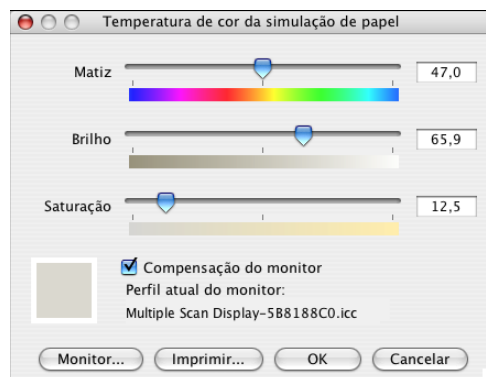 Temperatura de cor da simulação de papel
Matiz 47,0
Brilho 65,9
Saturação 12,5
Compensação do monitor
Perfil atual do monitor:
Multiple Scan Display-5B8188C0.icc
Monitor... Imprimir... OK Cancelar